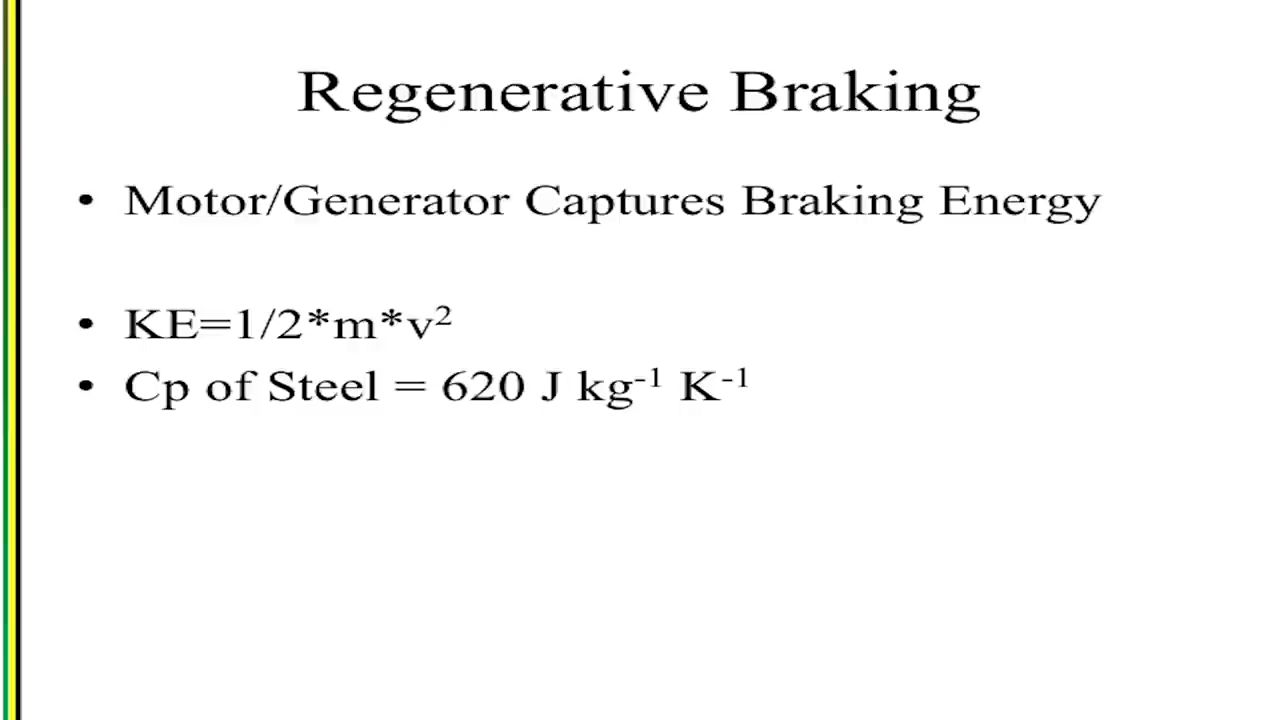 Regenerative Braking
• Motor/Generator Captures Braking Energy
• KE=1/2*m*v²
• Cp of Steel = 620 J kg⁻¹ K⁻¹